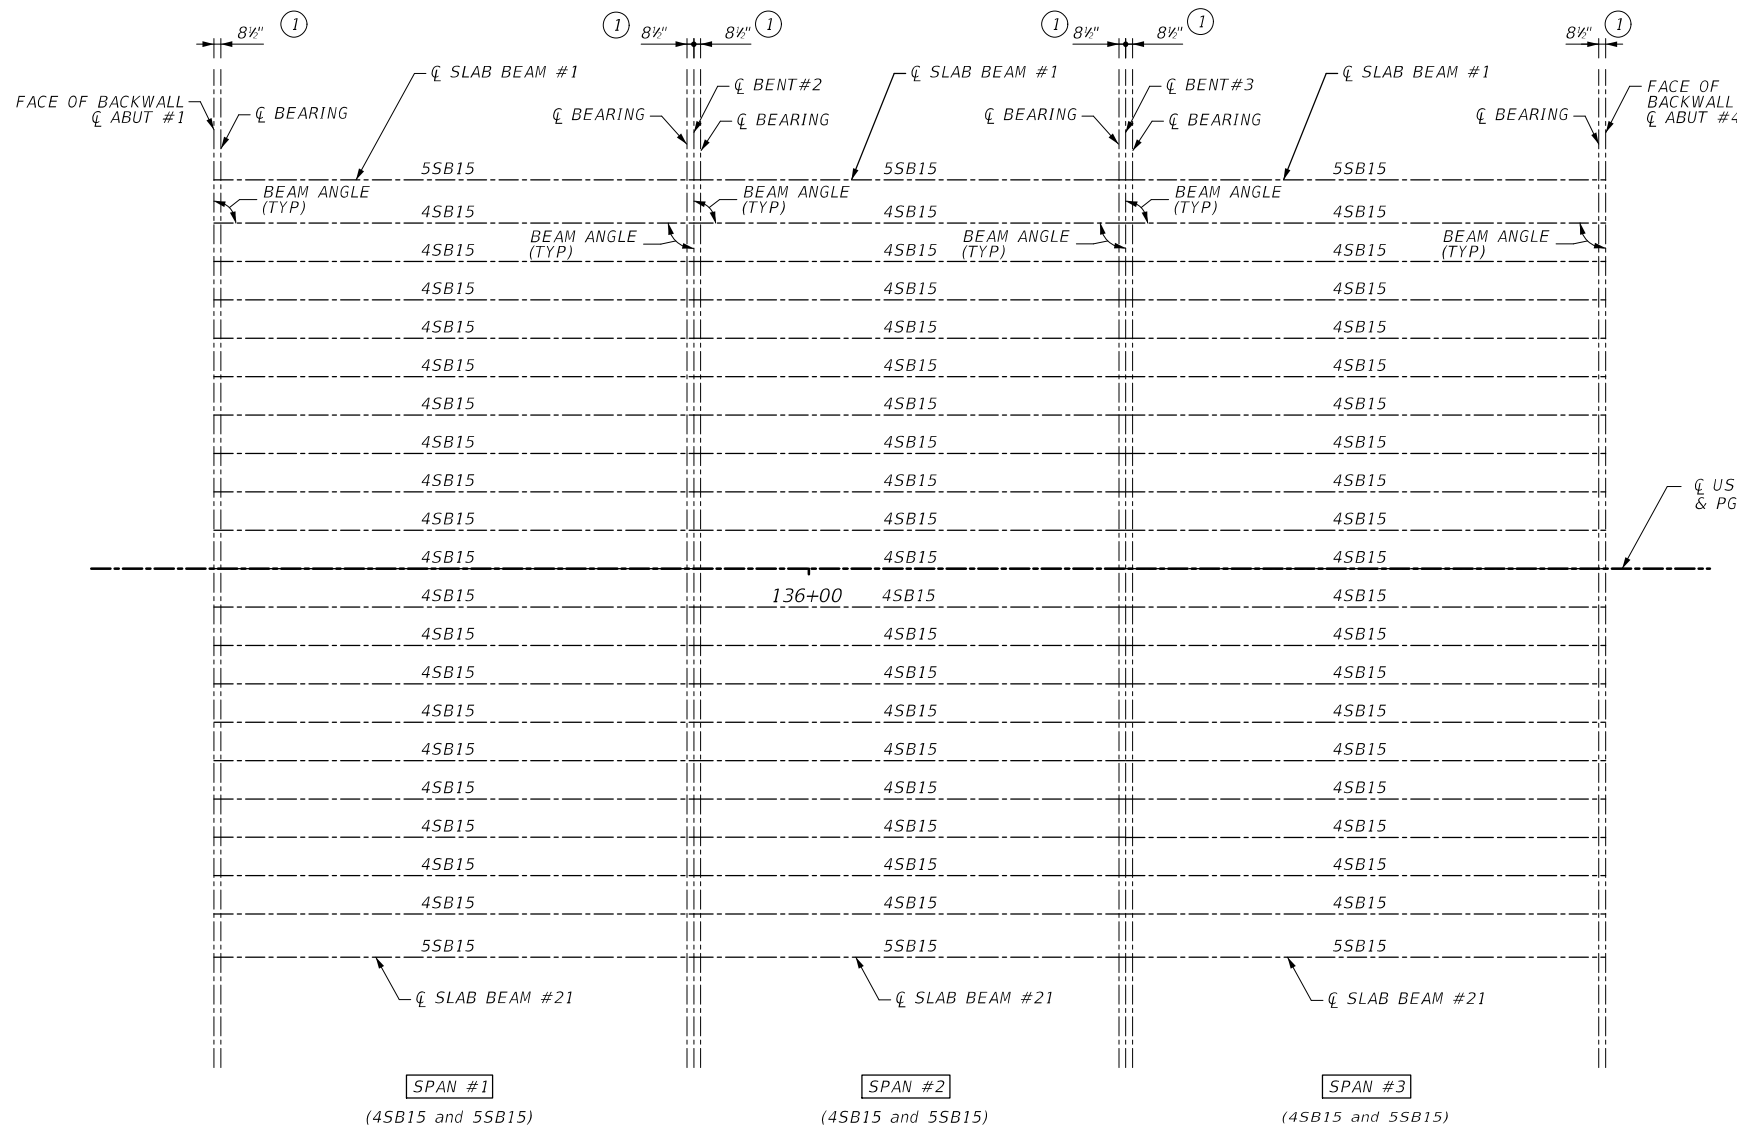 1 1 1 1 1 1
8½" 8½" 8½" 8½" 8½" 8½"
℄ SLAB BEAM #1 ℄ SLAB BEAM #1 ℄ SLAB BEAM #1
FACE OF BACKWALL
℄ ABUT #1
℄ BEARING
℄ BEARING
℄ BENT#2
℄ BEARING
℄ BEARING
℄ BENT#3
℄ BEARING
℄ BEARING
FACE OF
BACKWALL
℄ ABUT #4
5SB15 5SB15 5SB15
BEAM ANGLE
(TYP)
BEAM ANGLE
(TYP)
BEAM ANGLE
(TYP)
4SB15 4SB15 4SB15
BEAM ANGLE
(TYP)
BEAM ANGLE
(TYP)
BEAM ANGLE
(TYP)
4SB15 4SB15 4SB15
4SB15 4SB15 4SB15
4SB15 4SB15 4SB15
4SB15 4SB15 4SB15
4SB15 4SB15 4SB15
4SB15 4SB15 4SB15
4SB15 4SB15 4SB15
4SB15 4SB15 4SB15
℄ US
& PG
4SB15 4SB15 4SB15
136+00
4SB15 4SB15 4SB15
4SB15 4SB15 4SB15
4SB15 4SB15 4SB15
4SB15 4SB15 4SB15
4SB15 4SB15 4SB15
4SB15 4SB15 4SB15
4SB15 4SB15 4SB15
4SB15 4SB15 4SB15
4SB15 4SB15 4SB15
5SB15 5SB15 5SB15
℄ SLAB BEAM #21 ℄ SLAB BEAM #21 ℄ SLAB BEAM #21
SPAN #1 SPAN #2 SPAN #3
(4SB15 and 5SB15) (4SB15 and 5SB15) (4SB15 and 5SB15)